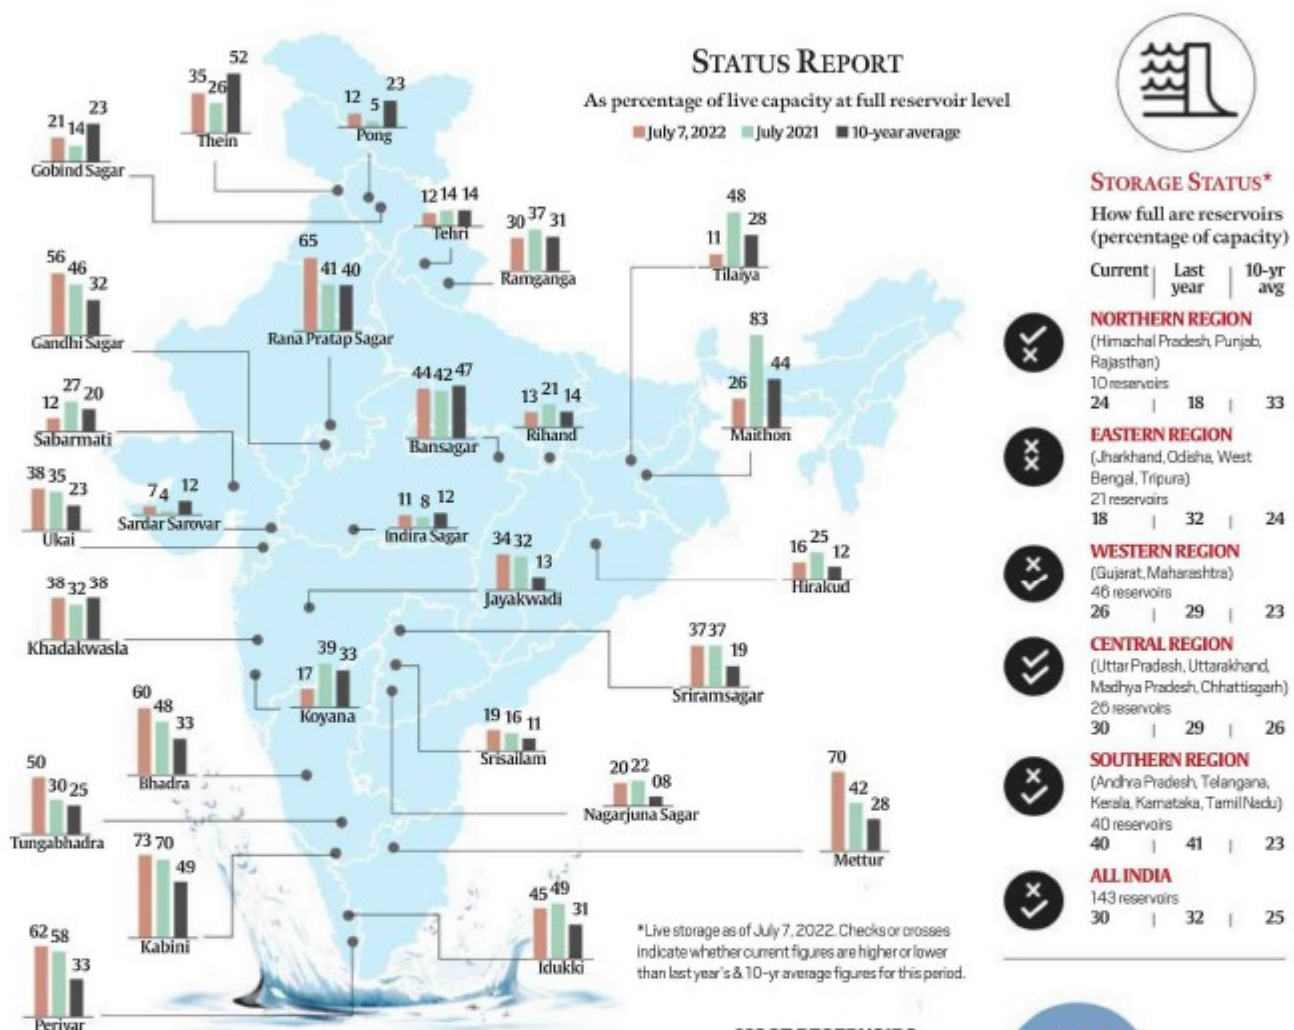 STATUS REPORT
As percentage of live capacity at full reservoir level
July 7, 2022 July 2021 10-year average
35 26 52
Thein
12 5 23
Pong
21 14 23
Gobind Sagar
12 14 14
Tehri
30 37 31
Ramganga
11 48 28
Tilaiya
56 46 32
Gandhi Sagar
65 41 40
Rana Pratap Sagar
26 83 44
Maithon
12 27 20
Sabarmati
44 42 47
Bansagar
13 21 14
Rihand
38 35 23
Ukai
7 4 12
Sardar Sarovar
11 8 12
Indira Sagar
34 32 13
Jayakwadi
16 25 12
Hirakud
38 32 38
Khadakwasla
17 39 33
Koyana
37 37 19
Sriramsagar
60 48 33
Bhadra
19 16 11
Srisailam
50 30 25
Tungabhadra
20 22 08
Nagarjuna Sagar
70 42 28
Mettur
73 70 49
Kabini
45 49 31
Idukki
62 58 33
Periyar
*Live storage as of July 7, 2022. Checks or crosses
indicate whether current figures are higher or lower
than last year's & 10-yr average figures for this period.
STORAGE STATUS*
How full are reservoirs
(percentage of capacity)
Current | Last year | 10-yr avg
NORTHERN REGION
(Himachal Pradesh, Punjab,
Rajasthan)
10 reservoirs
24 | 18 | 33
EASTERN REGION
(Jharkhand, Odisha, West
Bengal, Tripura)
21 reservoirs
18 | 32 | 24
WESTERN REGION
(Gujarat, Maharashtra)
46 reservoirs
26 | 29 | 23
CENTRAL REGION
(Uttar Pradesh, Uttarakhand,
Madhya Pradesh, Chhattisgarh)
26 reservoirs
30 | 29 | 26
SOUTHERN REGION
(Andhra Pradesh, Telangana,
Kerala, Karnataka, Tamil Nadu)
40 reservoirs
40 | 41 | 23
ALL INDIA
143 reservoirs
30 | 32 | 25